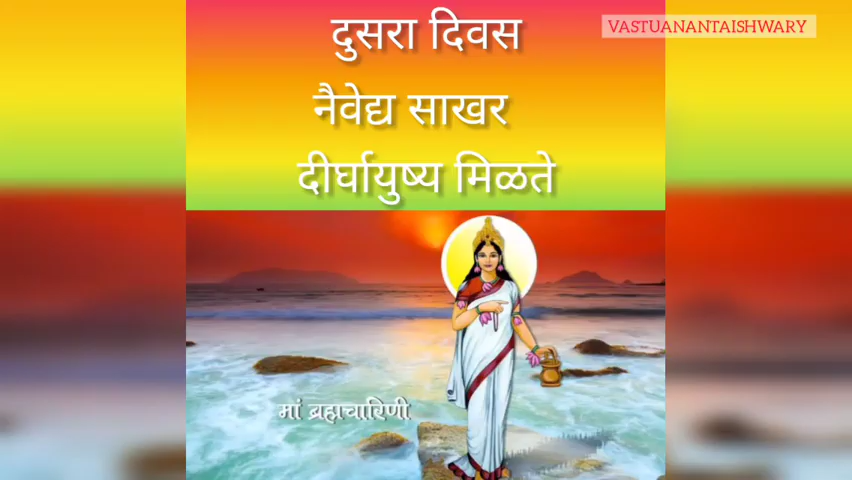 VASTUANANTAISHWARY
दुसरा दिवस
नैवेद्य साखर
दीर्घायुष्य मिळते
मां ब्रह्मचारिणी